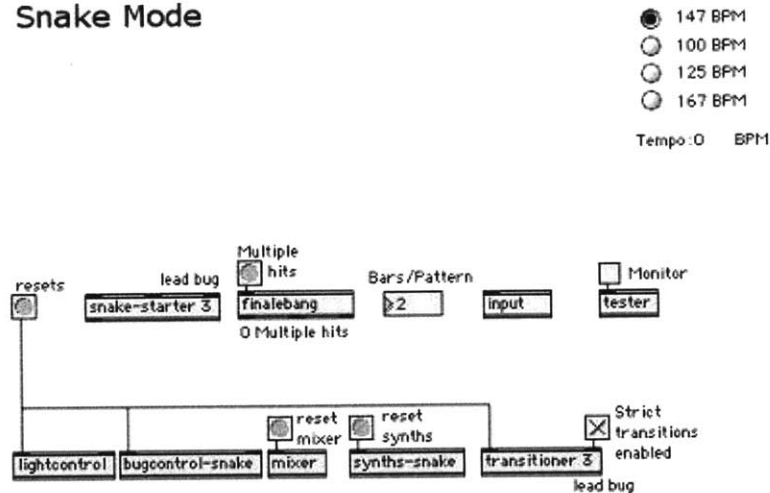 Snake Mode
147 BPM
100 BPM
125 BPM
167 BPM
Tempo:0 BPM
resets
lead bug
snake-starter 3
Multiple
hits
finalebang
0 Multiple hits
Bars/Pattern
2
input
Monitor
tester
lightcontrol
bugcontrol-snake
reset
mixer
mixer
reset
synths
synths-snake
transitioner 3
lead bug
Strict
transitions
enabled